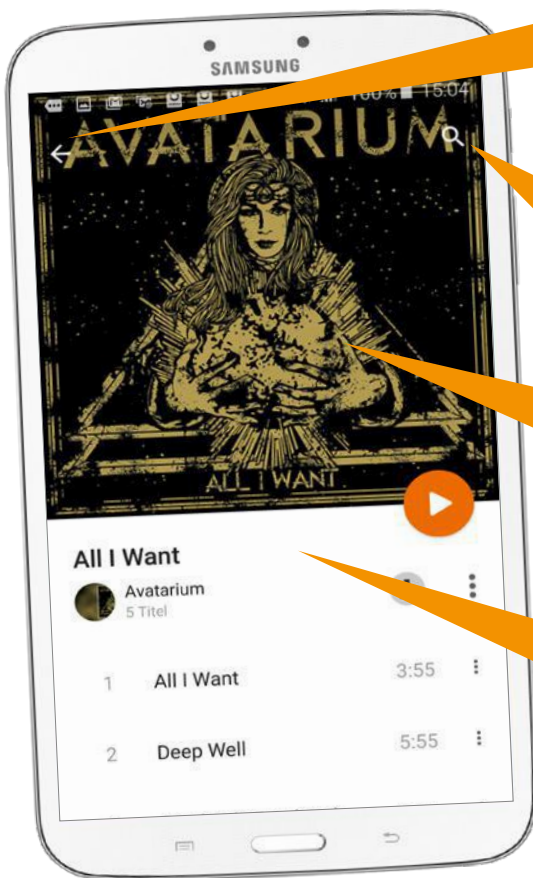 SAMSUNG
100% 15:04
AVATARIUM
ALL I WANT
All I Want
Avatarium
5 Titel
1 All I Want 3:55
2 Deep Well 5:55